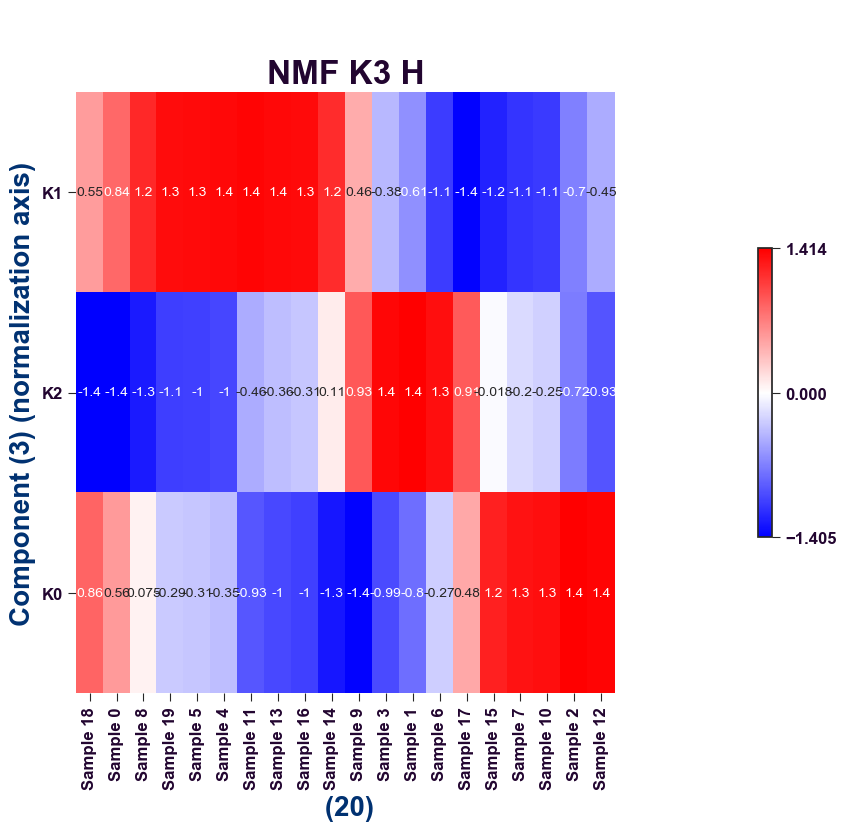 NMF K3 H
Component (3) (normalization axis)
K1
0.55 0.84 1.2 1.3 1.3 1.4 1.4 1.4 1.3 1.2 0.46 -0.38 -0.61 -1.1 -1.4 -1.2 -1.1 -1.1 -0.7 -0.45
K2
-1.4 -1.4 -1.3 -1.1 -1 -1 -0.46 -0.36 -0.31 0.11 0.93 1.4 1.4 1.3 0.91 -0.018 -0.2 -0.25 -0.72 -0.93
K0
0.86 0.56 0.075 -0.29 -0.31 -0.35 -0.93 -1 -1 -1.3 -1.4 -0.99 -0.8 -0.27 0.48 1.2 1.3 1.3 1.4 1.4
1.414
0.000
−1.405
Sample 18
Sample 0
Sample 8
Sample 19
Sample 5
Sample 4
Sample 11
Sample 13
Sample 16
Sample 14
Sample 9
Sample 3
Sample 1
Sample 6
Sample 17
Sample 15
Sample 7
Sample 10
Sample 2
Sample 12
(20)